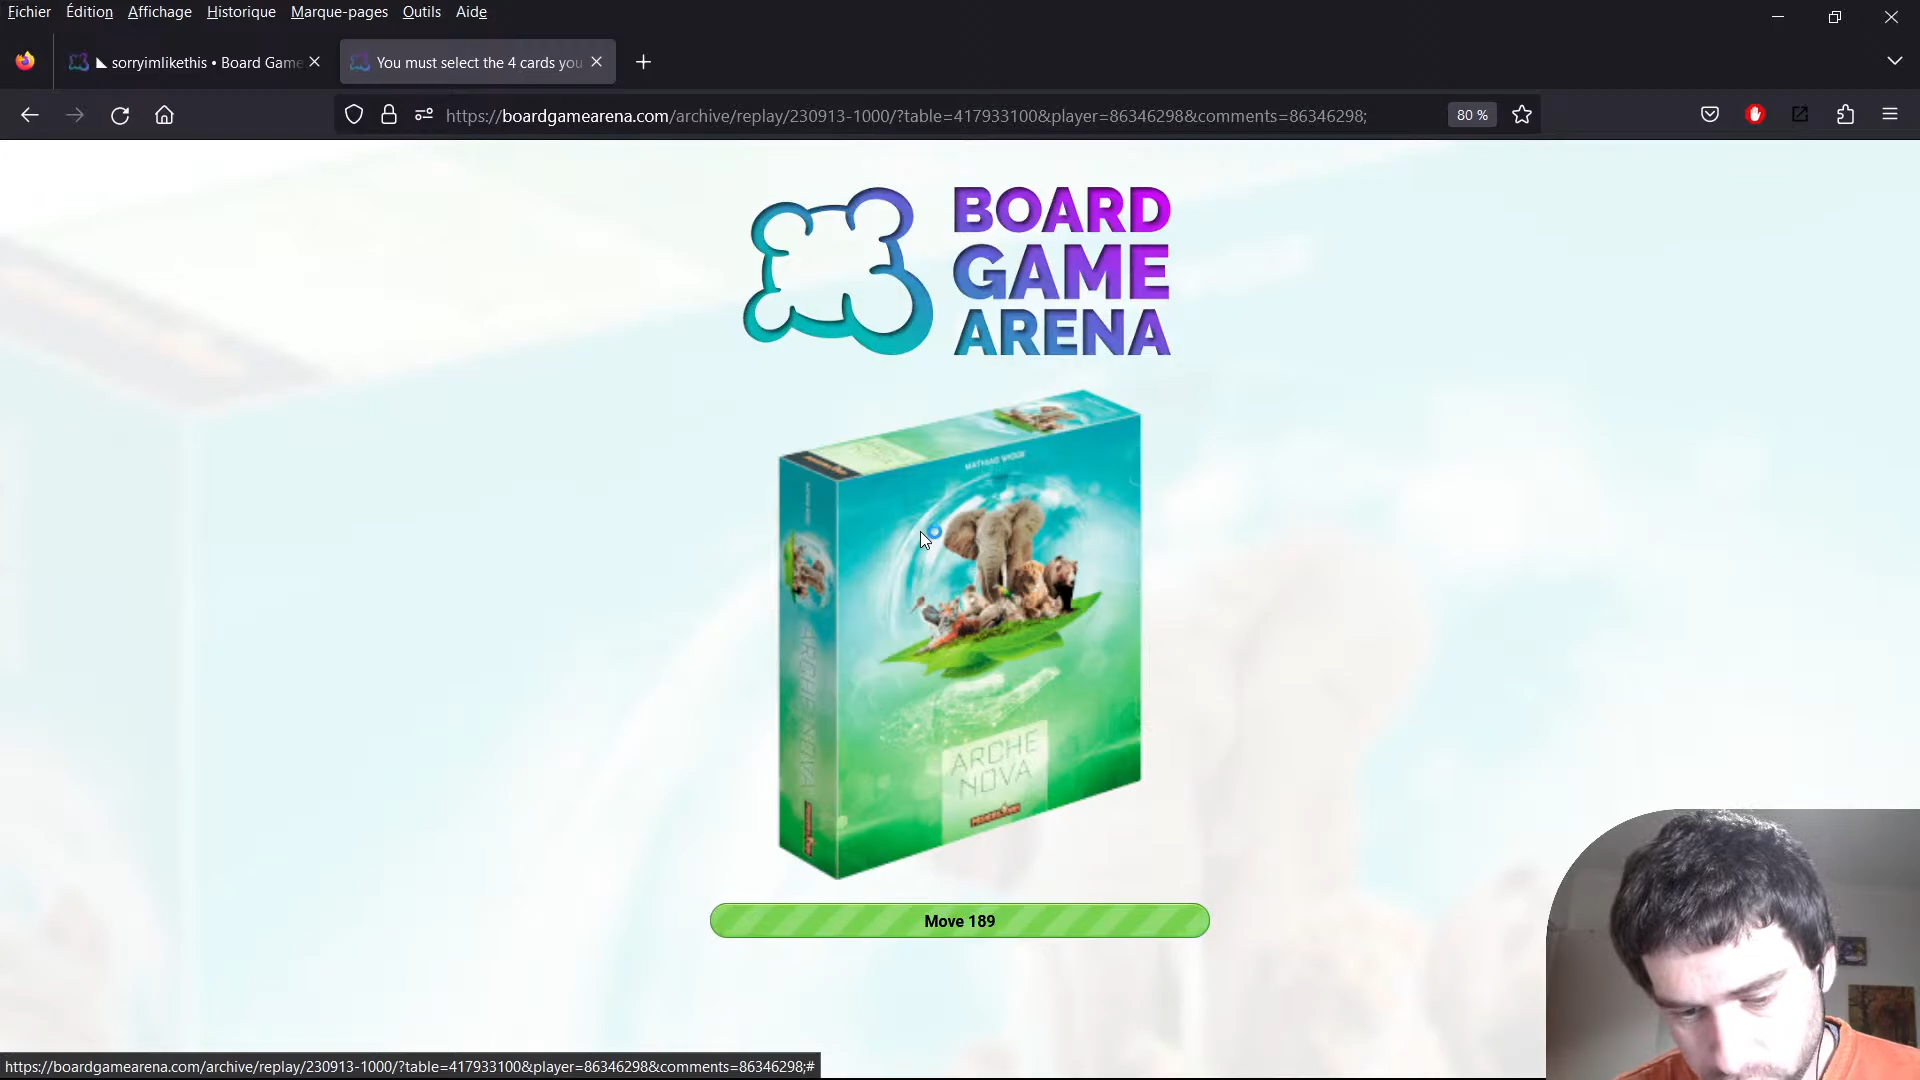 Fichier Édition Affichage Historique Marque-pages Outils Aide
◣ sorryimlikethis • Board Game
You must select the 4 cards you
https://boardgamearena.com/archive/replay/230913-1000/?table=417933100&player=86346298&comments=86346298;
80 %
BOARD
GAME
ARENA
ARCHE
NOVA
ARCHE NOVA
Move 189
https://boardgamearena.com/archive/replay/230913-1000/?table=417933100&player=86346298&comments=86346298;#